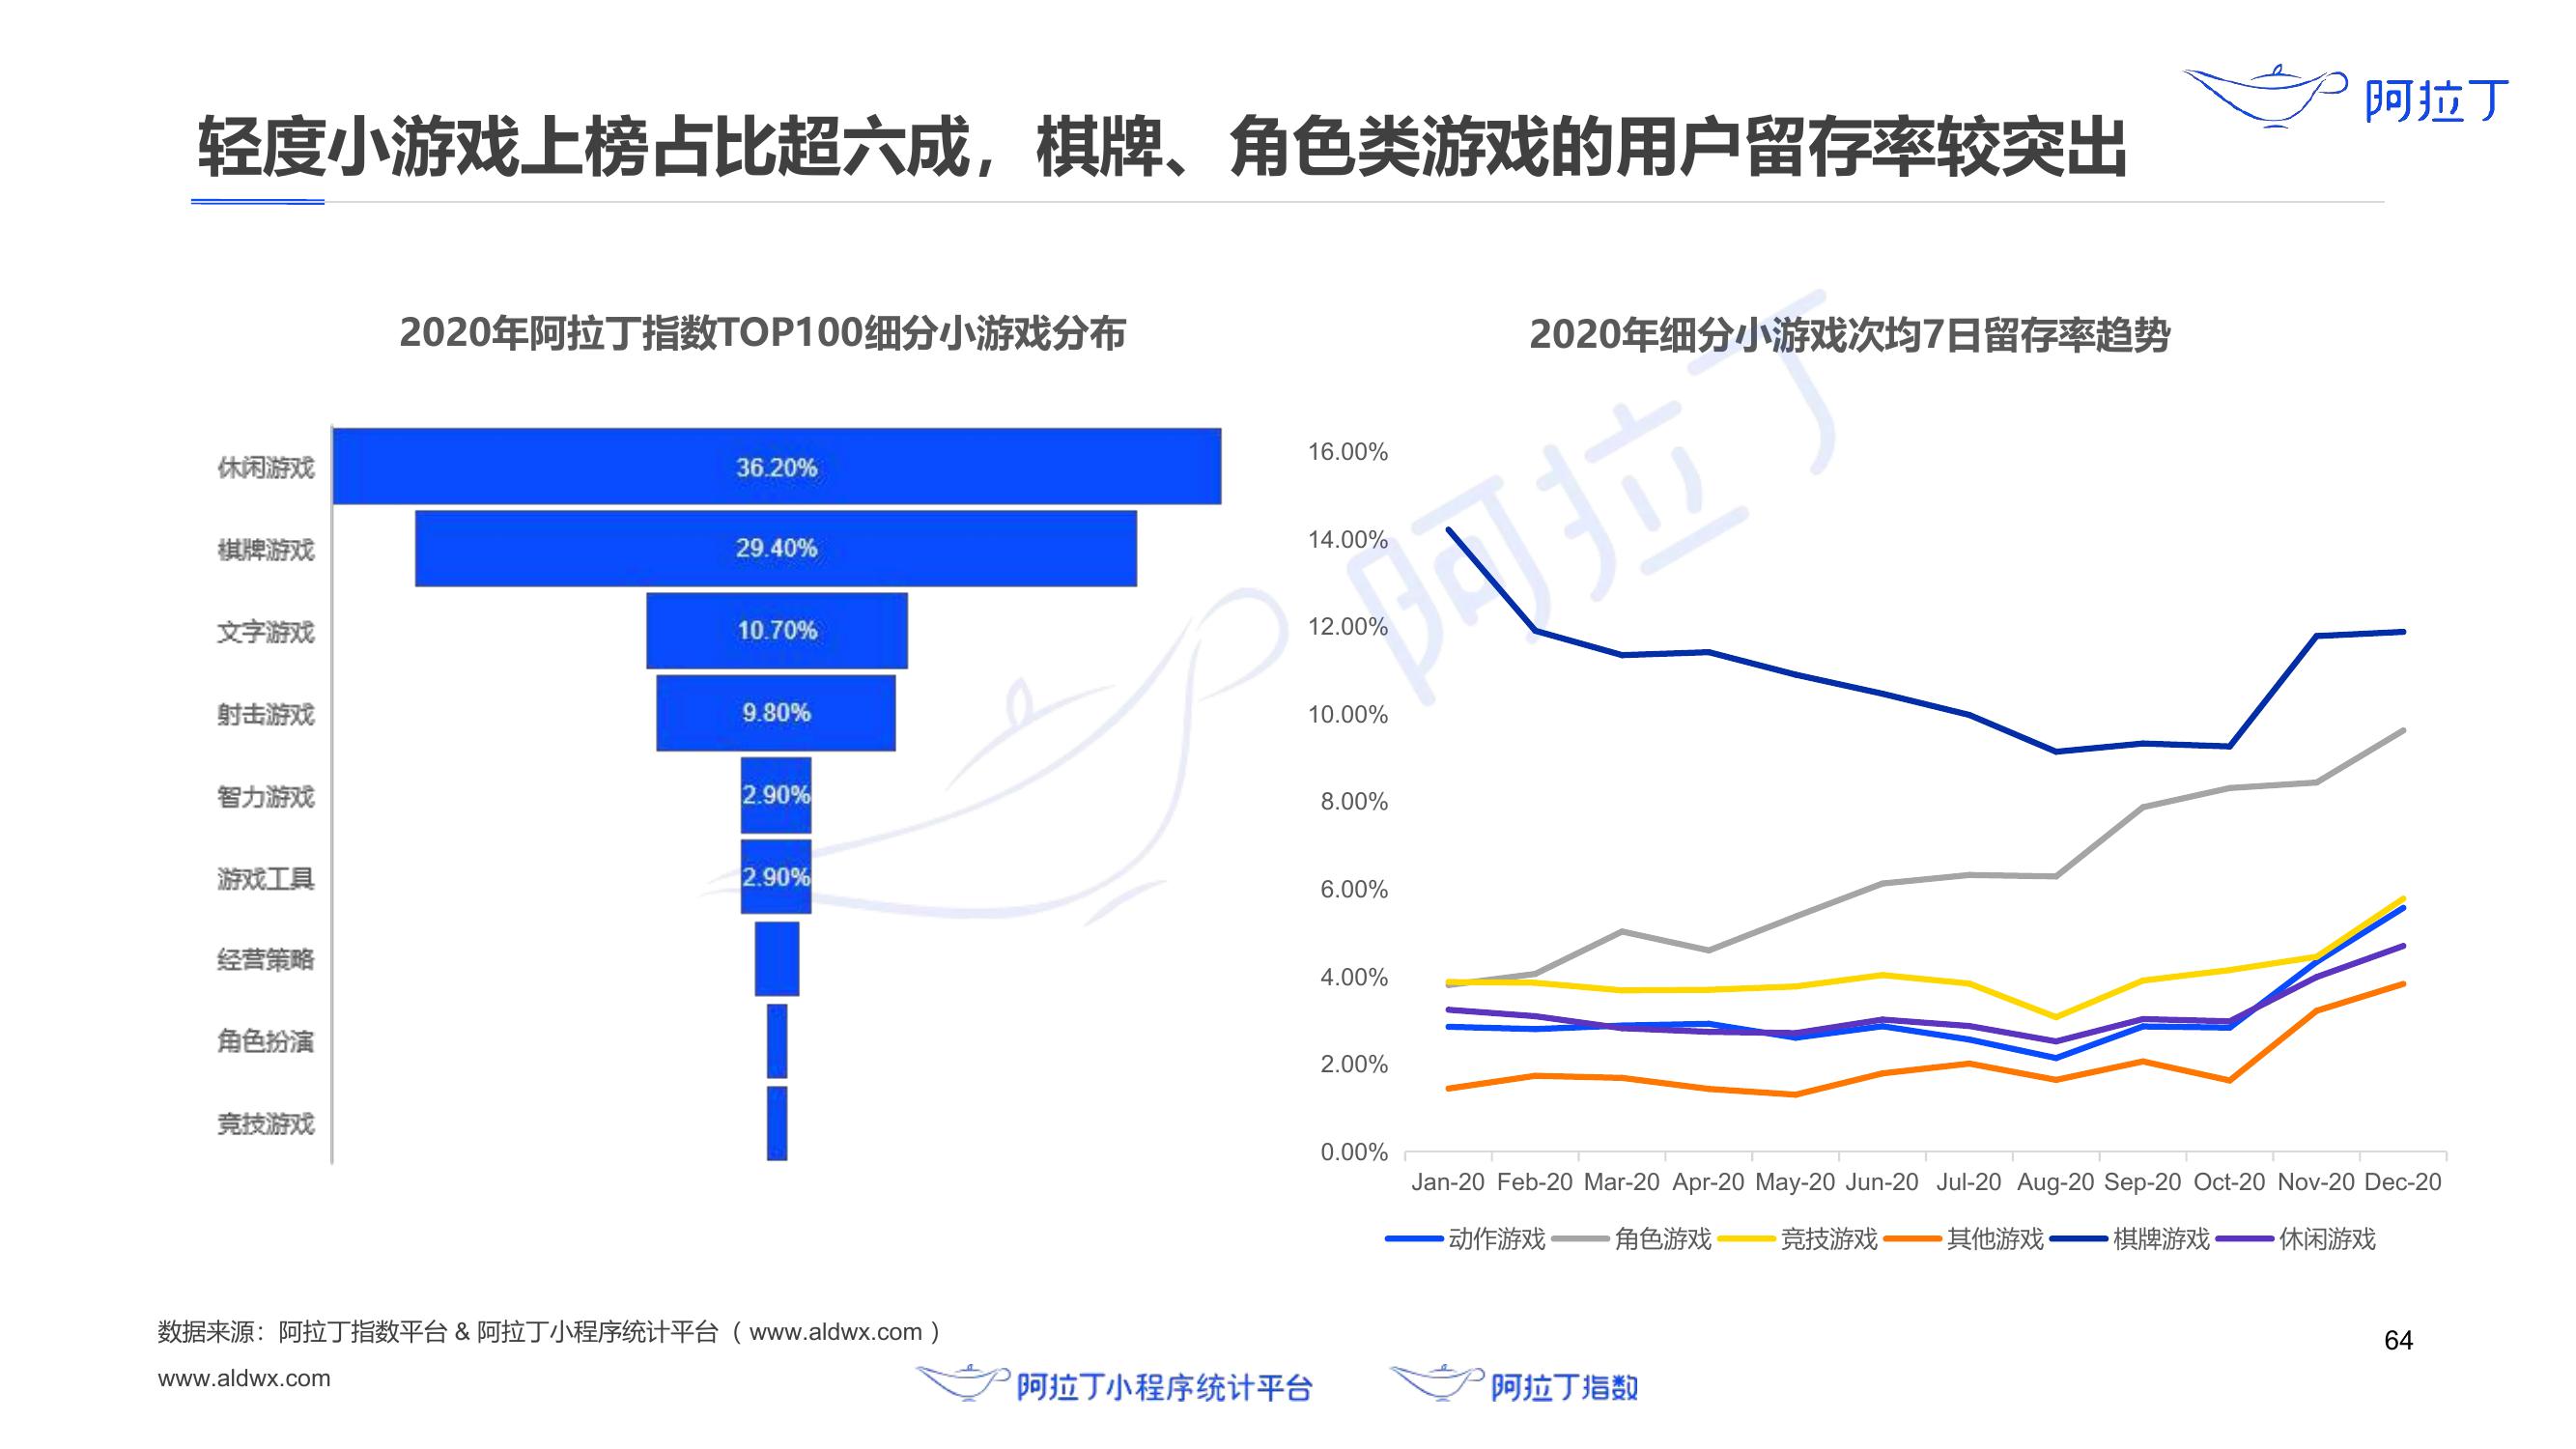 阿拉丁
轻度小游戏上榜占比超六成，棋牌、角色类游戏的用户留存率较突出
2020年阿拉丁指数TOP100细分小游戏分布
休闲游戏 36.20%
棋牌游戏 29.40%
文字游戏 10.70%
射击游戏 9.80%
智力游戏 2.90%
游戏工具 2.90%
经营策略
角色扮演
竞技游戏
2020年细分小游戏次均7日留存率趋势
16.00%
14.00%
12.00%
10.00%
8.00%
6.00%
4.00%
2.00%
0.00%
Jan-20 Feb-20 Mar-20 Apr-20 May-20 Jun-20 Jul-20 Aug-20 Sep-20 Oct-20 Nov-20 Dec-20
动作游戏 角色游戏 竞技游戏 其他游戏 棋牌游戏 休闲游戏
阿拉丁
数据来源：阿拉丁指数平台 & 阿拉丁小程序统计平台（www.aldwx.com）
64
www.aldwx.com
阿拉丁小程序统计平台
阿拉丁指数